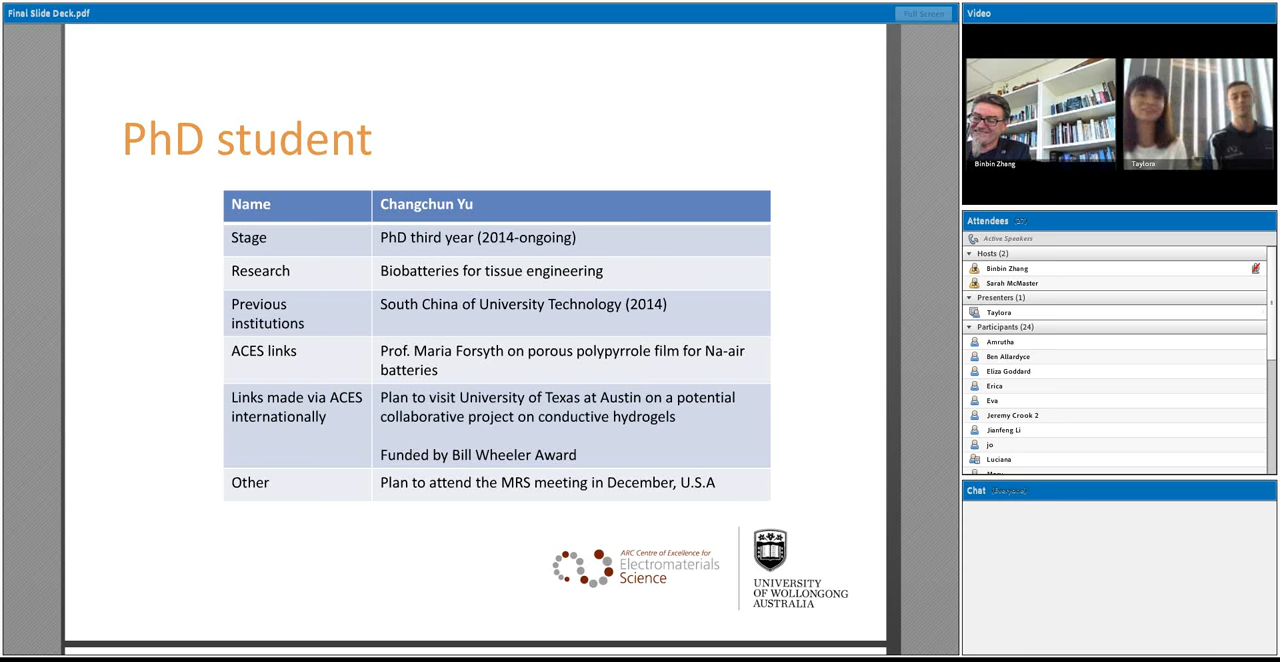 Final Slide Deck.pdf
Full Screen
PhD student
Name
Changchun Yu
Stage
PhD third year (2014-ongoing)
Research
Biobatteries for tissue engineering
Previous
institutions
South China of University Technology (2014)
ACES links
Prof. Maria Forsyth on porous polypyrrole film for Na-air
batteries
Links made via ACES
internationally
Plan to visit University of Texas at Austin on a potential
collaborative project on conductive hydrogels
Funded by Bill Wheeler Award
Other
Plan to attend the MRS meeting in December, U.S.A
ARC Centre of Excellence for
Electromaterials
Science
UNIVERSITY
OF WOLLONGONG
AUSTRALIA
Video
Binbin Zhang
Taylora
Attendees (27)
Active Speakers
Hosts (2)
Binbin Zhang
Sarah McMaster
Presenters (1)
Taylora
Participants (24)
Amrutha
Ben Allardyce
Eliza Goddard
Erica
Eva
Jeremy Crook 2
Jianfeng Li
jo
Luciana
Chat (Everyone)